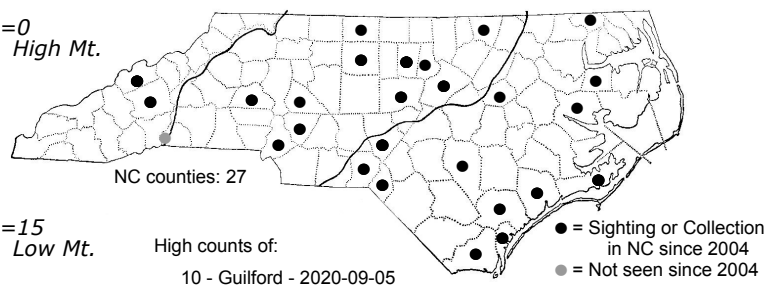 =0
High Mt.
NC counties: 27
=15
Low Mt.
High counts of:
10 - Guilford - 2020-09-05
● = Sighting or Collection
in NC since 2004
● = Not seen since 2004